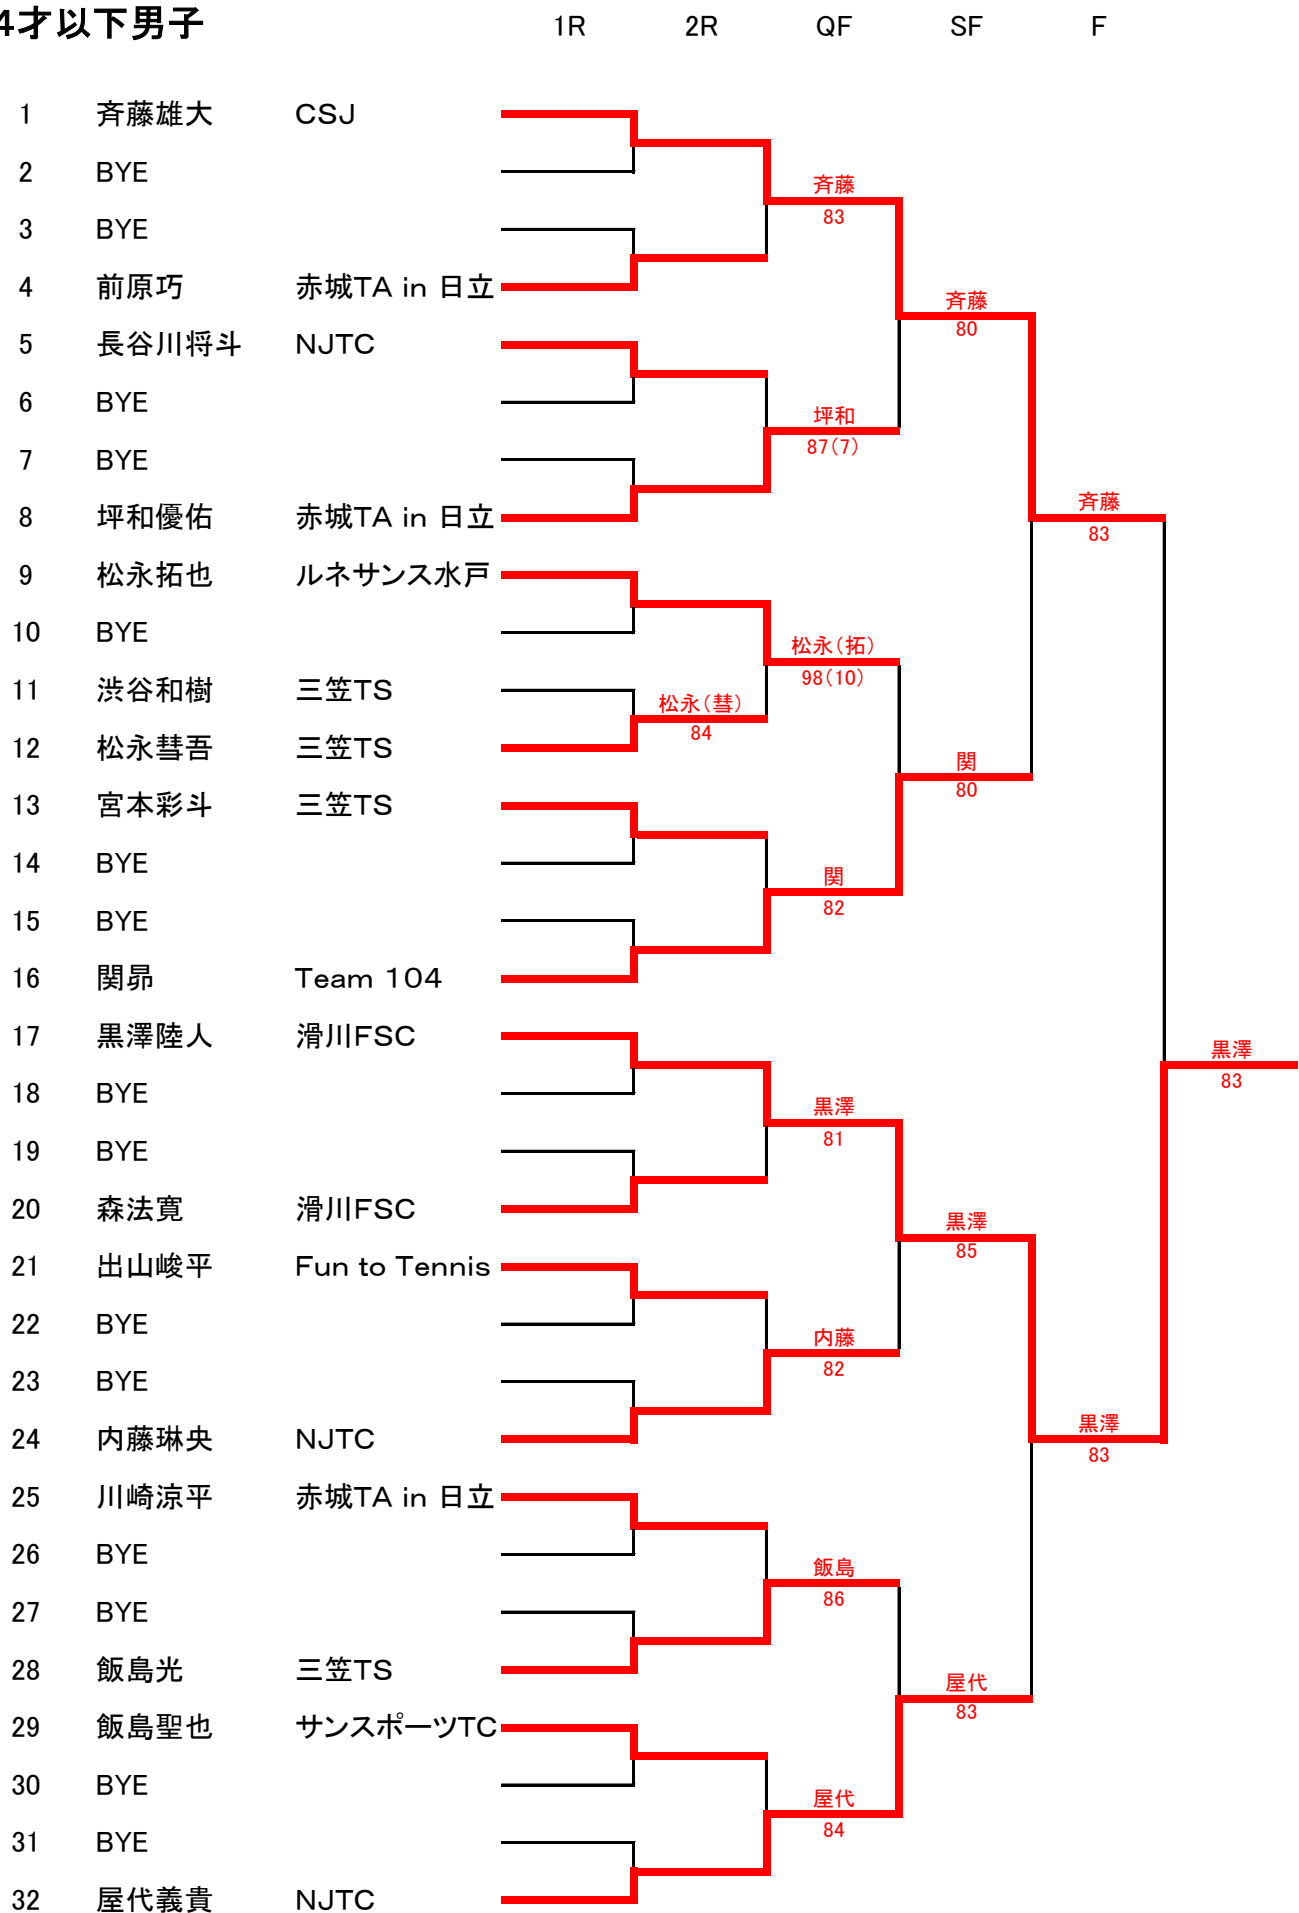 4才以下男子 1R 2R QF SF F
1 斉藤雄大 CSJ
2 BYE
斉藤
83
3 BYE
4 前原巧 赤城TA in 日立
斉藤
80
5 長谷川将斗 NJTC
6 BYE
坪和
87(7)
7 BYE
8 坪和優佑 赤城TA in 日立
斉藤
83
9 松永拓也 ルネサンス水戸
10 BYE
松永(拓)
98(10)
11 渋谷和樹 三笠TS
松永(彗)
84
12 松永彗吾 三笠TS
関
80
13 宮本彩斗 三笠TS
14 BYE
関
82
15 BYE
16 関昴 Team 104
17 黒澤陸人 滑川FSC
黒澤
83
18 BYE
黒澤
81
19 BYE
20 森法寛 滑川FSC
黒澤
85
21 出山峻平 Fun to Tennis
22 BYE
内藤
82
23 BYE
24 内藤琳央 NJTC
黒澤
83
25 川崎涼平 赤城TA in 日立
26 BYE
飯島
86
27 BYE
28 飯島光 三笠TS
屋代
83
29 飯島聖也 サンスポーツTC
30 BYE
屋代
84
31 BYE
32 屋代義貴 NJTC